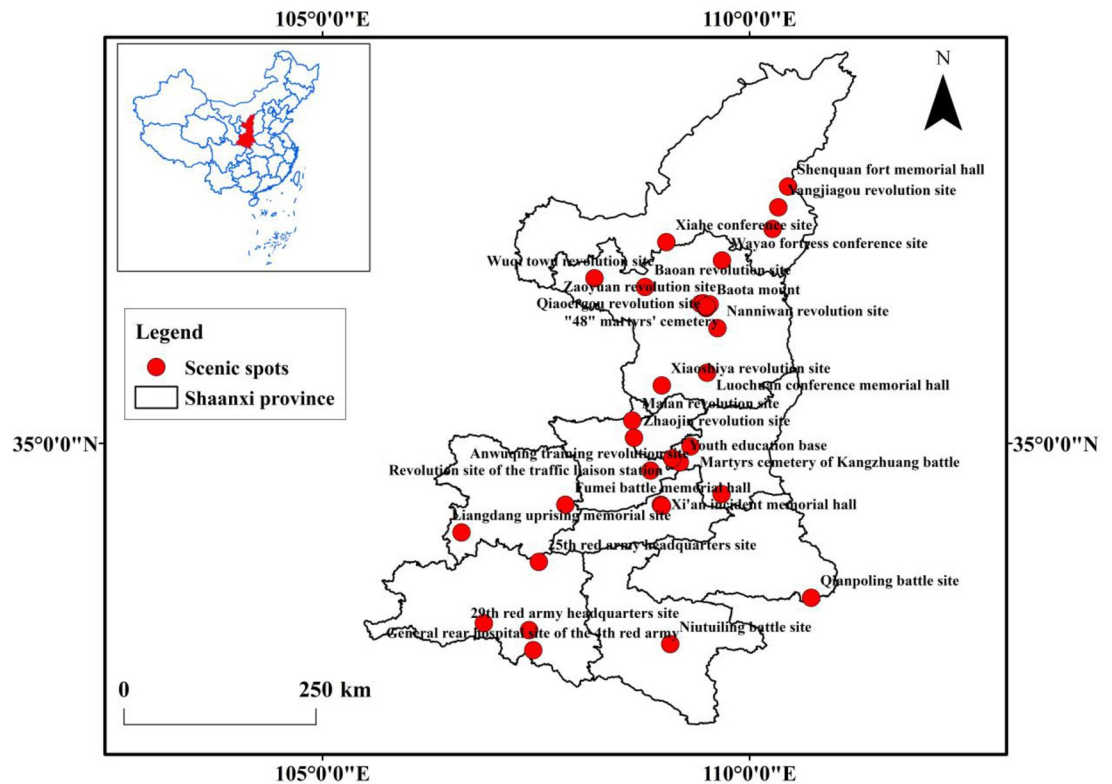 105°0'0"E
110°0'0"E
N
Shenquan fort memorial hall
Yangjiagou revolution site
Xiahe conference site
Wayao fortress conference site
Wuqi town revolution site
Baoan revolution site
Zaoyuan revolution site
Baota mount
Qiaoergou revolution site
Nanniwan revolution site
"48" martyrs' cemetery
Legend
Scenic spots
Shaanxi province
Xiaoshiya revolution site
Luochuan conference memorial hall
Malan revolution site
Zhaojin revolution site
35°0'0"N
35°0'0"N
Youth education base
Anwuqing training revolution site
Martyrs cemetery of Kangzhuang battle
Revolution site of the traffic liaison station
Fumei battle memorial hall
Xi'an incident memorial hall
Liangdang uprising memorial site
25th red army headquarters site
Qianpoling battle site
29th red army headquarters site
Niutuiling battle site
General rear hospital site of the 4th red army
0
250 km
105°0'0"E
110°0'0"E